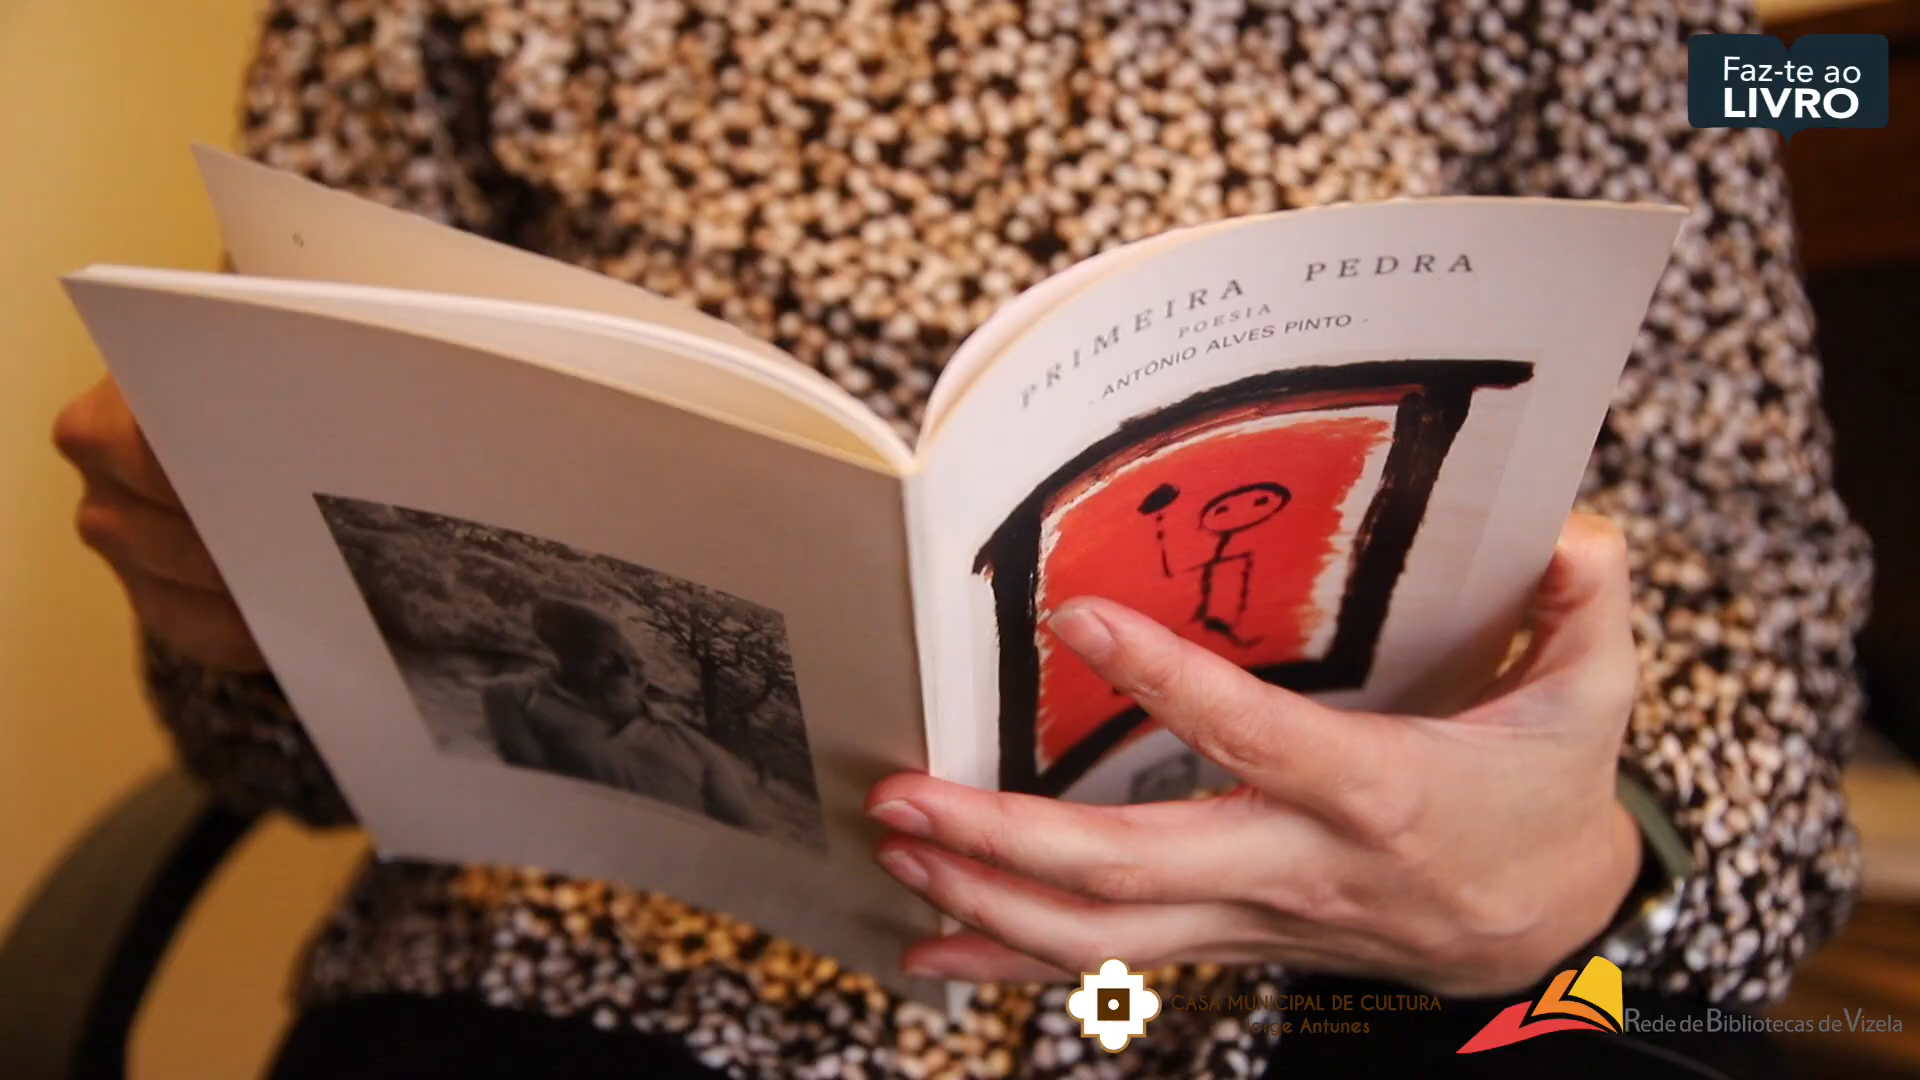 Faz-te ao
LIVRO
PRIMEIRA PEDRA
POESIA
- ANTÓNIO ALVES PINTO -
CASA MUNICIPAL DE CULTURA
Jorge Antunes
Rede de Bibliotecas de Vizela